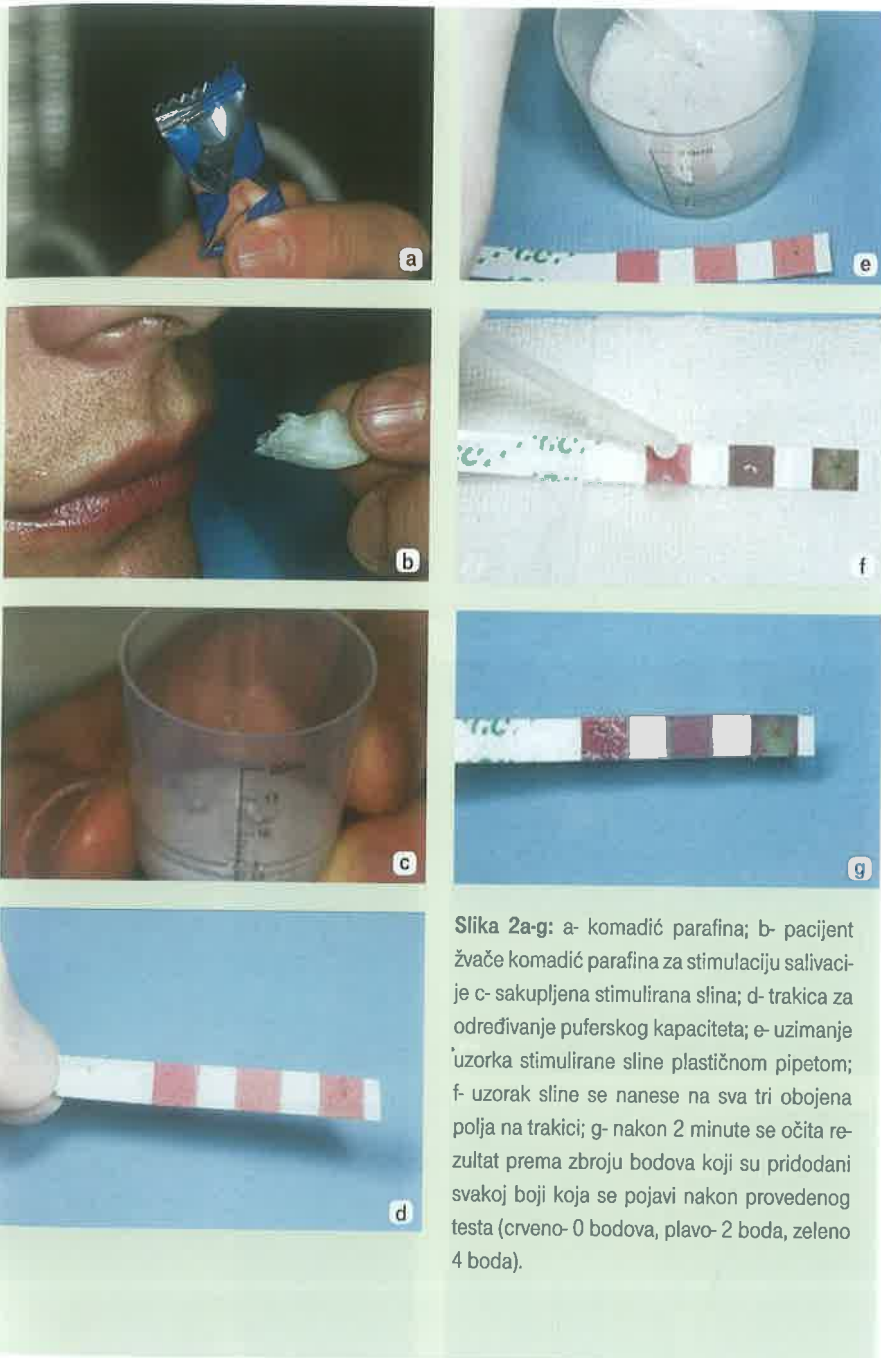 a
e
b
f
c
g
d
Slika 2a-g: a- komadić parafina; b- pacijent
žvače komadić parafina za stimulaciju salivaci-
je c- sakupljena stimulirana slina; d- trakica za
određivanje puferskog kapaciteta; e- uzimanje
uzorka stimulirane sline plastičnom pipetom;
f- uzorak sline se nanese na sva tri obojena
polja na trakici; g- nakon 2 minute se očita re-
zultat prema zbroju bodova koji su pridodani
svakoj boji koja se pojavi nakon provedenog
testa (crveno- 0 bodova, plavo- 2 boda, zeleno
4 boda).